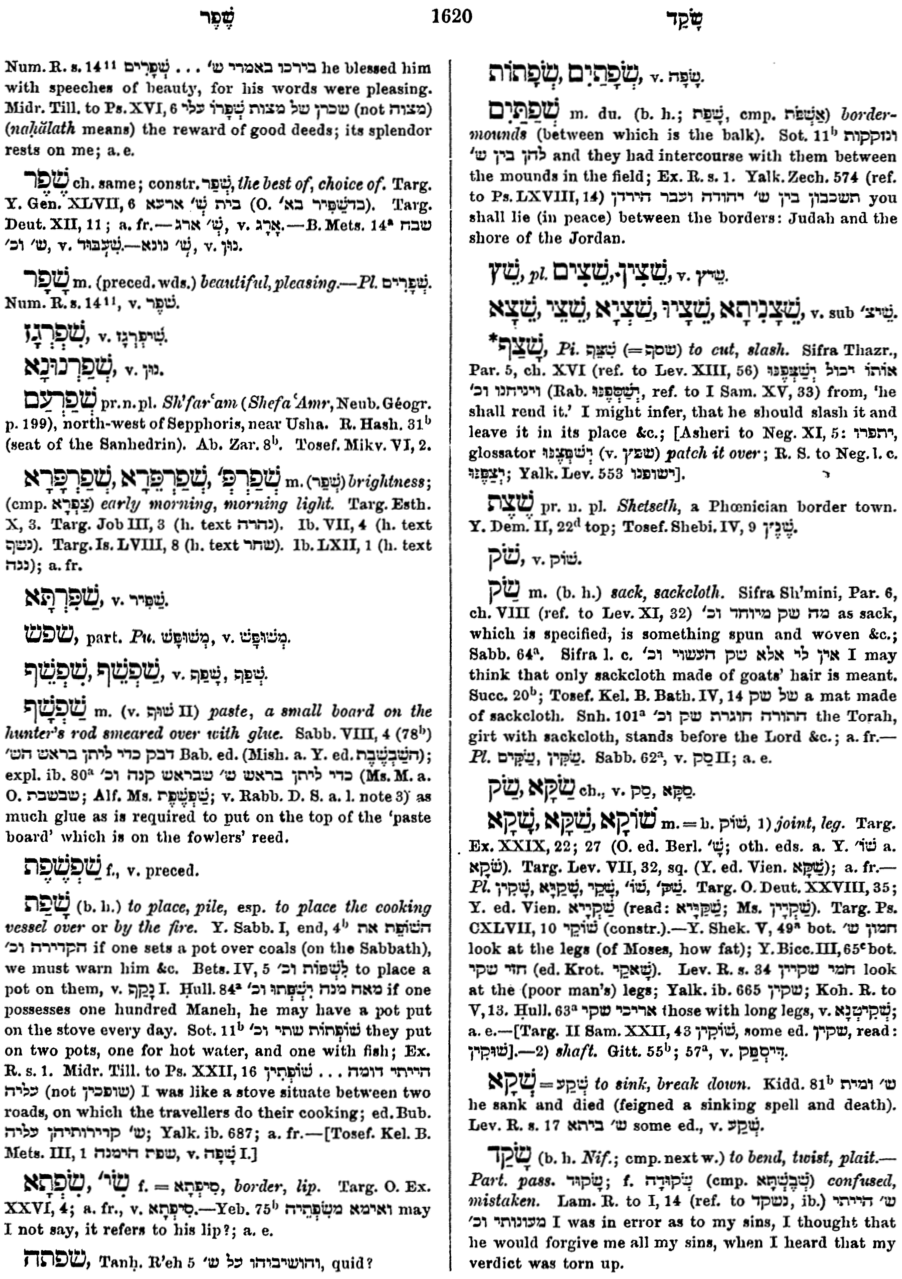 שֶׁפֶר 1620 שָׁקַד
Num. R. s. 14¹¹ בירכו באמרי ש׳ ... שְׁפָרִים he blessed him
with speeches of beauty, for his words were pleasing.
Midr. Till. to Ps. XVI, 6 שכרן של מצות שָׁפְרוּ עלי (not מצוה)
(naḥălath means) the reward of good deeds; its splendor
rests on me; a. e.
שֶׁפֶר ch. same; constr. שְׁפַר, the best of, choice of. Targ.
Y. Gen. XLVII, 6 בית שְׁ׳ ארעא (O. בדשַׁפִּיר בא׳). Targ.
Deut. XII, 11; a. fr.—שְׁ׳ ארג, v. אֶרֶג.—B. Mets. 14ᵃ שבח
ש׳ וכ׳, v. שִׁעְבּוּד.—שְׁ׳ נונא, v. נוּן.
שָׁפָר m. (preced. wds.) beautiful, pleasing.—Pl. שְׁפָרִים.
Num. R. s. 14¹¹, v. שֶׁפֶר.
שִׁפְרְגָז, v. שִׁיפְרְגָז.
שְׁפַרְנוּנָא, v. נוּן.
שְׁפַרְעַם pr. n. pl. Sh'far'am (Shefa ʿAmr, Neub. Géogr.
p. 199), north-west of Sepphoris, near Usha. R. Hash. 31ᵇ
(seat of the Sanhedrin). Ab. Zar. 8ᵇ. Tosef. Mikv. VI, 2.
שְׁפַרְפָּרָא, שְׁפַרְפֵּרָא, שְׁפַרְפ׳ m. (שְׁפַר) brightness;
(cmp. צַפְרָא) early morning, morning light. Targ. Esth.
X, 3. Targ. Job III, 3 (h. text נהרה). Ib. VII, 4 (h. text
נשף). Targ. Is. LVIII, 8 (h. text שחר). Ib. LXII, 1 (h. text
נגה); a. fr.
שַׁפִּרְתָּא, v. שַׁפִּיר.
שפש, part. Pu. מְשׁוּפָּשׁ, v. מְשׁוּפָּשׁ.
שִׁפְשֵׁף, שַׁפְשֵׁף, v. שָׁפַף, שְׁפַף.
שַׁפְשָׁף m. (v. שׁוּף II) paste, a small board on the
hunter's rod smeared over with glue. Sabb. VIII, 4 (78ᵇ)
דבק כדי ליתן בראש הש׳ Bab. ed. (Mish. a. Y. ed. הַשַּׁבְשֶׁבֶת);
expl. ib. 80ᵃ כדי ליתן בראש ש׳ שבראש קנה וכ׳ (Ms. M. a.
O. שבשבת; Alf. Ms. שַׁפְשֶׁפֶת; v. Rabb. D. S. a. l. note 3) as
much glue as is required to put on the top of the 'paste
board' which is on the fowlers' reed.
שַׁפְשֶׁפֶת f., v. preced.
שָׁפַת (b. h.) to place, pile, esp. to place the cooking
vessel over or by the fire. Y. Sabb. I, end, 4ᵇ השׁוֹפֵת את
הקדירה וכ׳ if one sets a pot over coals (on the Sabbath),
we must warn him &c. Bets. IV, 5 לִשְׁפּוֹת וכ׳ to place a
pot on them, v. נָקַף I. Ḥull. 84ᵃ מאה מנה יִשְׁפְּתוּ וכ׳ if one
possesses one hundred Maneh, he may have a pot put
on the stove every day. Sot. 11ᵇ שׁוֹפְתוֹת שתי וכ׳ they put
on two pots, one for hot water, and one with fish; Ex.
R. s. 1. Midr. Till. to Ps. XXII, 16 הייתי דומה ... שׁוֹפְתִין
עליה (not שופכין) I was like a stove situate between two
roads, on which the travellers do their cooking; ed. Bub.
ש׳ קוירותיהן עליה; Yalk. ib. 687; a. fr.—[Tosef. Kel. B.
Mets. III, 1 שפת הימנה, v. שָׂפָה I.]
שִׂפְתָּא, שִׂי׳ f. = סִיפְתָא, border, lip. Targ. O. Ex.
XXVI, 4; a. fr., v. סִיפְתָא.—Yeb. 75ᵇ ואימא מִשִּׂפְתֵיהּ may
I not say, it refers to his lip?; a. e.
שפתה, Tanḥ. R'eh 5 והושיבוהו על ש׳, quid?
שְׂפָתַיִם, שְׂפָתוֹת, v. שָׂפָה.
שְׁפַתַּיִם m. du. (b. h.; שָׁפַת, cmp. אַשְׁפּת) border-
mounds (between which is the balk). Sot. 11ᵇ ונזקקות
להן בין ש׳ and they had intercourse with them between
the mounds in the field; Ex. R. s. 1. Yalk. Zech. 574 (ref.
to Ps. LXVIII, 14) תשכבון בין ש׳ יהודה ועבר הירדן you
shall lie (in peace) between the borders: Judah and the
shore of the Jordan.
שֵׁץ, pl. שֵׁצִים, שֵׁצִין, v. שֵׁיץ.
שֵׁצָא, שֵׁצֵי, שֵׁצְיָא, שֵׁצְיוּ, שֵׁצָנִיתָא, v. sub שֵׁיצ׳.
*שָׁצַף, Pi. שִׁצֵּף (=שסף) to cut, slash. Sifra Thazr.,
Par. 5, ch. XVI (ref. to Lev. XIII, 56) אותו יכול יְשַׁצְּפֶנּוּ
ויניחנו וכ׳ (Rab. יְשַׁסְּפֶנּוּ, ref. to I Sam. XV, 33) from, 'he
shall rend it.' I might infer, that he should slash it and
leave it in its place &c.; [Asheri to Neg. XI, 5: יתפרו,
glossator יְשַׁפְּצֶנּוּ (v. שפץ) patch it over; R. S. to Neg. l. c.
יְצַפֶּנּוּ; Yalk. Lev. 553 ישופנו].
שֶׁצֶת pr. n. pl. Shetseth, a Phœnician border town.
Y. Dem. II, 22ᵈ top; Tosef. Shebi. IV, 9 שֶׁנֶץ.
שׁוֹק, v. שׁוֹק.
שַׂק m. (b. h.) sack, sackcloth. Sifra Sh'mini, Par. 6,
ch. VIII (ref. to Lev. XI, 32) מה שק מיוחד וכ׳ as sack,
which is specified, is something spun and woven &c.;
Sabb. 64ᵃ. Sifra l. c. אין לי אלא שק העשוי וכ׳ I may
think that only sackcloth made of goats' hair is meant.
Succ. 20ᵇ; Tosef. Kel. B. Bath. IV, 14 של שק a mat made
of sackcloth. Snh. 101ᵃ התורה חוגרת שק וכ׳ the Torah,
girt with sackcloth, stands before the Lord &c.; a. fr.—
Pl. שַׂקִּים, שַׂקִּין. Sabb. 62ᵃ, v. סַק II; a. e.
שַׂק, שַׂקָּא ch., v. סַק, סַקָּא.
שׁוֹקָא, שַׁקָּא, שָׁקָא m. = h. שׁוֹק, 1) joint, leg. Targ.
Ex. XXIX, 22; 27 (O. ed. Berl. שָׁ׳; oth. eds. a. Y. שׁוֹ׳ a.
שׁקָא). Targ. Lev. VII, 32, sq. (Y. ed. Vien. שַׁקָּא); a. fr.—
Pl. שָׁקִין, שָׁקַיָּא, שָׁקֵי, שׁוֹ׳, שַׁקּ׳. Targ. O. Deut. XXVIII, 35;
Y. ed. Vien. שְׁקְיֵיא (read: שַׁקַּיָּיא; Ms. שָׁקַיִין). Targ. Ps.
CXLVII, 10 שׁוֹקֵי (constr.).—Y. Shek. V, 49ᵃ bot. חמון ש׳
look at the legs (of Moses, how fat); Y. Bicc. III, 65ᶜ bot.
חזי שקי (ed. Krot. שָׁאקֵי). Lev. R. s. 34 חמי שקיין look
at the (poor man's) legs; Yalk. ib. 665 שקין; Koh. R. to
V, 13. Ḥull. 63ᵃ אריכי שקי those with long legs, v. שְׁקִיטְנָא;
a. e.—[Targ. II Sam. XXII, 43 שׁוֹקִין, some ed. שקין, read:
שׁוּקִין].—2) shaft. Gitt. 55ᵇ; 57ᵃ, v. דִּיסְפַּק.
שְׁקָא = שְׁקַע to sink, break down. Kidd. 81ᵇ ש׳ ומית
he sank and died (feigned a sinking spell and death).
Lev. R. s. 17 ש׳ ביתא some ed., v. שְׁקַע.
שָׁקַד (b. h. Nif.; cmp. next w.) to bend, twist, plait.—
Part. pass. שָׁקוּד; f. שְׁקוּדָה (cmp. שְׁבַשְׁתָּא) confused,
mistaken. Lam. R. to I, 14 (ref. to נשקד, ib.) ש׳ הייתי
מעונותי וכ׳ I was in error as to my sins, I thought that
he would forgive me all my sins, when I heard that my
verdict was torn up.